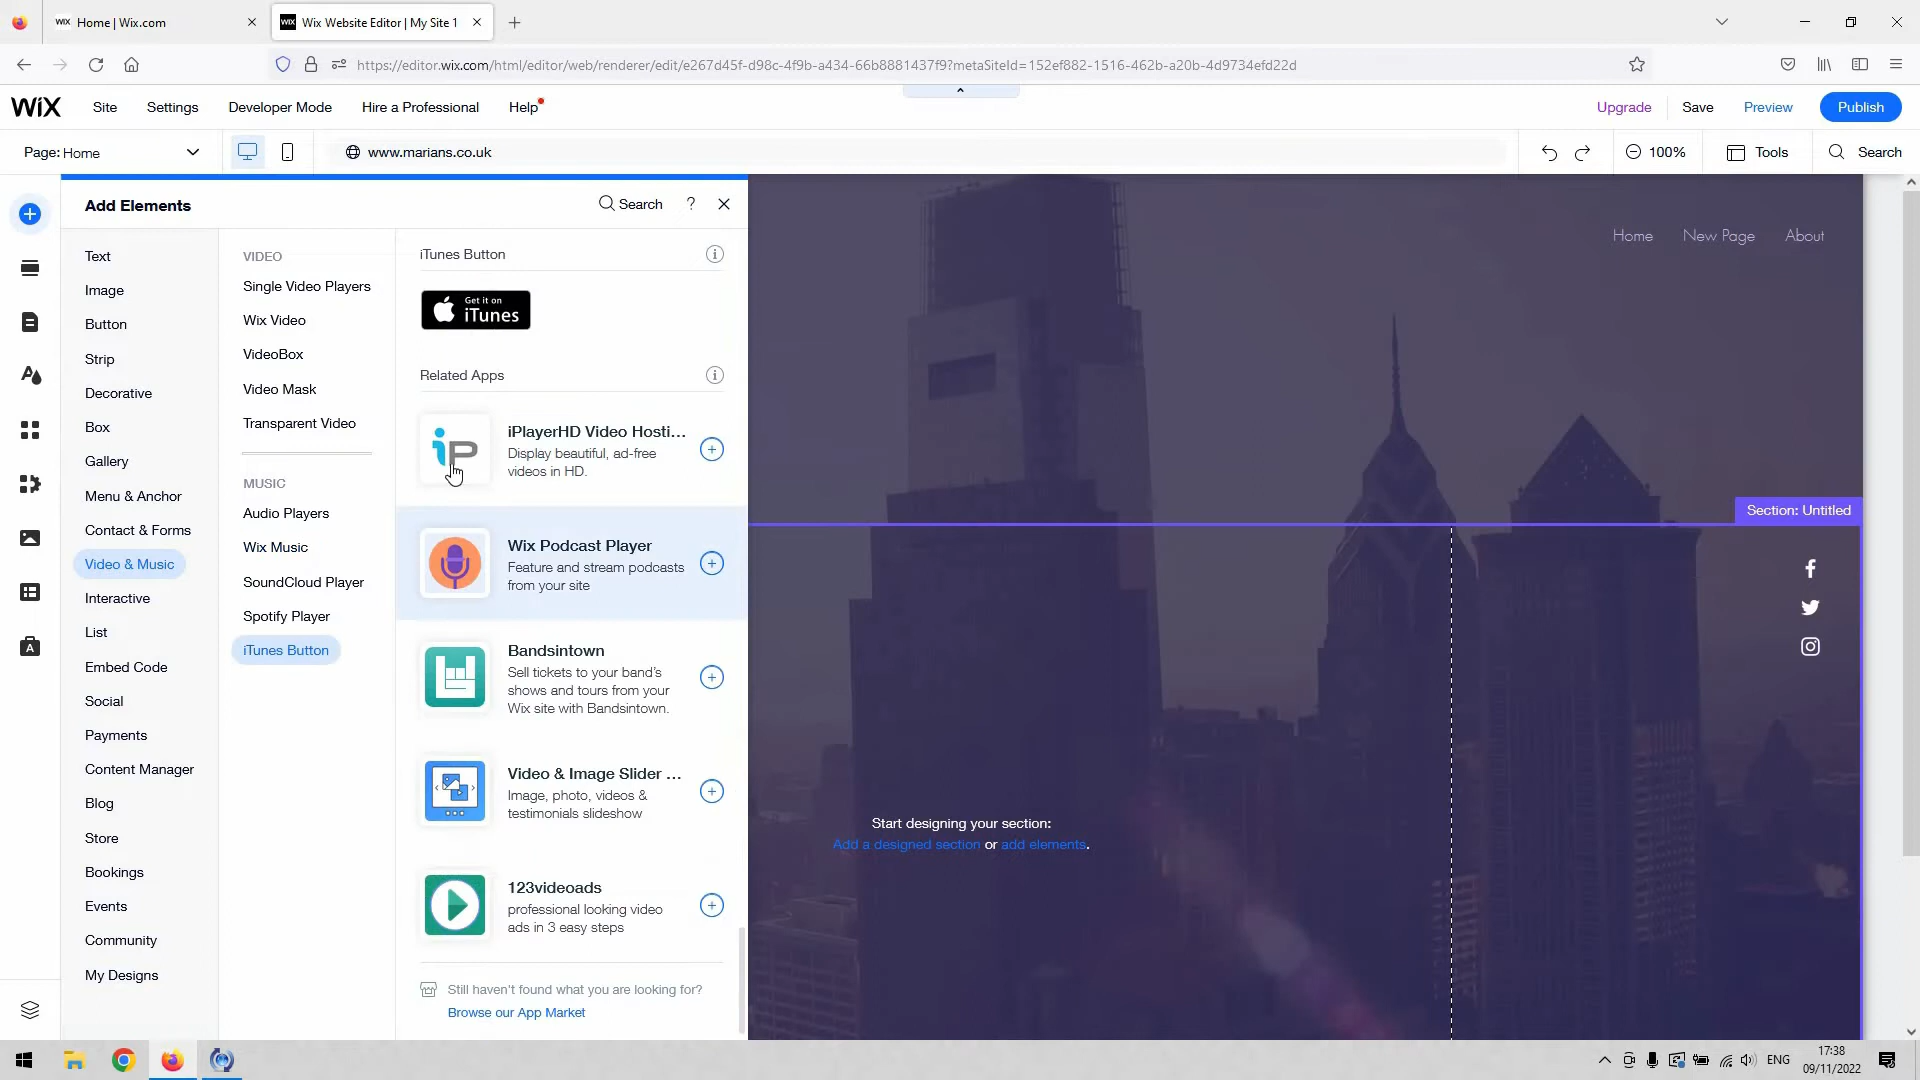 WiX Home | Wix.com
WiX Wix Website Editor | My Site 1
https://editor.wix.com/html/editor/web/renderer/edit/e267d45f-d98c-4f9b-a434-66b8881437f9?metaSiteId=152ef882-1516-462b-a20b-4d9734efd22d
WiX Site Settings Developer Mode Hire a Professional Help Upgrade Save Preview Publish
Page: Home www.marians.co.uk 100% Tools Search
Add Elements Search ?
Text
Image
Button
Strip
Decorative
Box
Gallery
Menu & Anchor
Contact & Forms
Video & Music
Interactive
List
Embed Code
Social
Payments
Content Manager
Blog
Store
Bookings
Events
Community
My Designs
VIDEO
Single Video Players
Wix Video
VideoBox
Video Mask
Transparent Video
MUSIC
Audio Players
Wix Music
SoundCloud Player
Spotify Player
iTunes Button
iTunes Button
Get it on
iTunes
Related Apps
iP
iPlayerHD Video Hosti...
Display beautiful, ad-free
videos in HD.
Wix Podcast Player
Feature and stream podcasts
from your site
Bandsintown
Sell tickets to your band's
shows and tours from your
Wix site with Bandsintown.
Video & Image Slider ...
Image, photo, videos &
testimonials slideshow
123videoads
professional looking video
ads in 3 easy steps
Still haven't found what you are looking for?
Browse our App Market
Home New Page About
Section: Untitled
Start designing your section:
Add a designed section or add elements.
ENG
17:38
09/11/2022